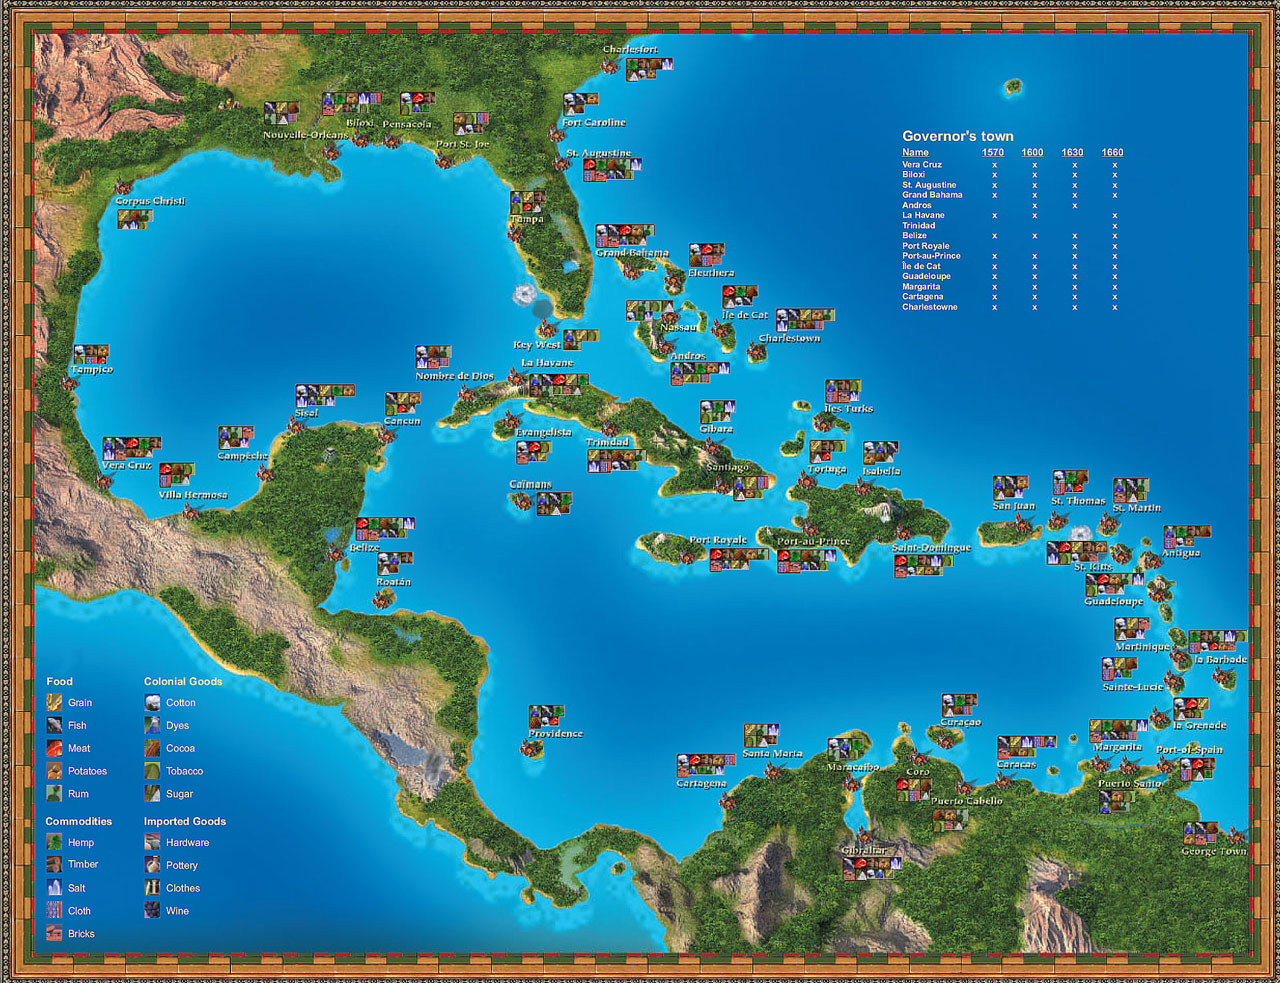 Charlesfort
Fort Caroline
Nouvelle-Orléans
Biloxi
Pensacola
Port St. Joe
St. Augustine
Corpus Christi
Tampa
Governor's town
Name 1570 1600 1630 1660
Vera Cruz x x x x
Biloxi x x x x
St. Augustine x x x x
Grand Bahama x x x x
Andros x x
La Havane x x x
Trinidad x
Belize x x x x
Port Royale x x
Port-au-Prince x x x x
Île de Cat x x x x
Guadeloupe x x x x
Margarita x x x x
Cartagena x x x x
Charlestowne x x x x
Grand Bahama
Eleuthera
Nassau
Île de Cat
Charlestown
Key West
Andros
Tampico
Nombre de Dios
La Havane
Sisal
Cancun
Evangelista
Trinidad
Gibara
Îles Turks
Campêche
Vera Cruz
Villa Hermosa
Santiago
Tortuga
Isabella
Caïmans
San Juan
St. Thomas
St. Martin
Belize
Port Royale
Port-au-Prince
Saint-Domingue
Antigua
St. Kitts
Roatán
Guadeloupe
Martinique
la Barbade
Sainte-Lucie
Providence
Curaçao
la Grenade
Santa Marta
Maracaibo
Coro
Caracas
Margarita
Port-of-Spain
Cartagena
Puerto Cabello
Puerto Santo
Gibraltar
George Town
Food
Grain
Fish
Meat
Potatoes
Rum
Colonial Goods
Cotton
Dyes
Cocoa
Tobacco
Sugar
Commodities
Hemp
Timber
Salt
Cloth
Bricks
Imported Goods
Hardware
Pottery
Clothes
Wine